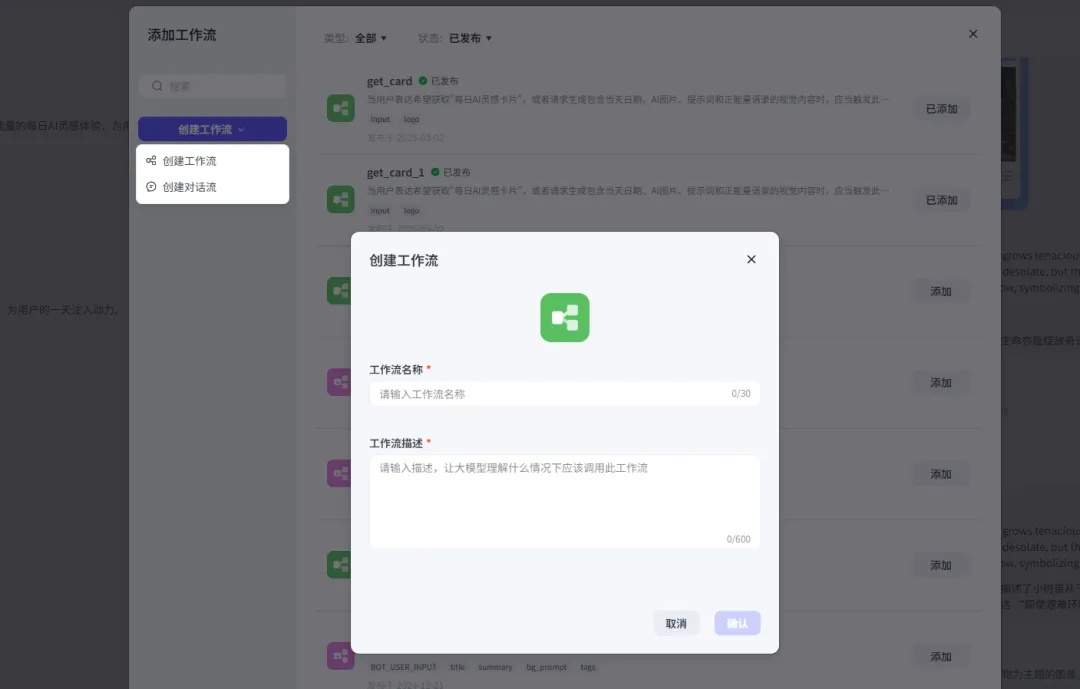 添加工作流
搜索
创建工作流
创建工作流
创建对话流
类型: 全部
状态: 已发布
get_card 已发布
当用户表达希望获取"每日AI灵感卡片"，或者请求生成包含当天日期、AI图片、提示词和正能量语录的视觉内容时，应当触发此…
input logo
发布于 2025-03-02
已添加
get_card_1 已发布
当用户表达希望获取"每日AI灵感卡片"，或者请求生成包含当天日期、AI图片、提示词和正能量语录的视觉内容时，应当触发此…
input logo
已添加
添加
添加
添加
添加
BOT_USER_INPUT title summary bg_prompt tags
发布于 2024-12-21
添加
创建工作流
工作流名称 *
请输入工作流名称
0/30
工作流描述 *
请输入描述，让大模型理解什么情况下应该调用此工作流
0/600
取消
确认
能量的每日AI灵感体验，为用
为用户的一天注入动力。
grows tenacious
desolate, but th
ow, symbolizing
生命亦能绽放奇
grows tenacious
desolate, but th
ow, symbolizing
描述了小树苗从
达 "即使艰难环
物为主题的图像